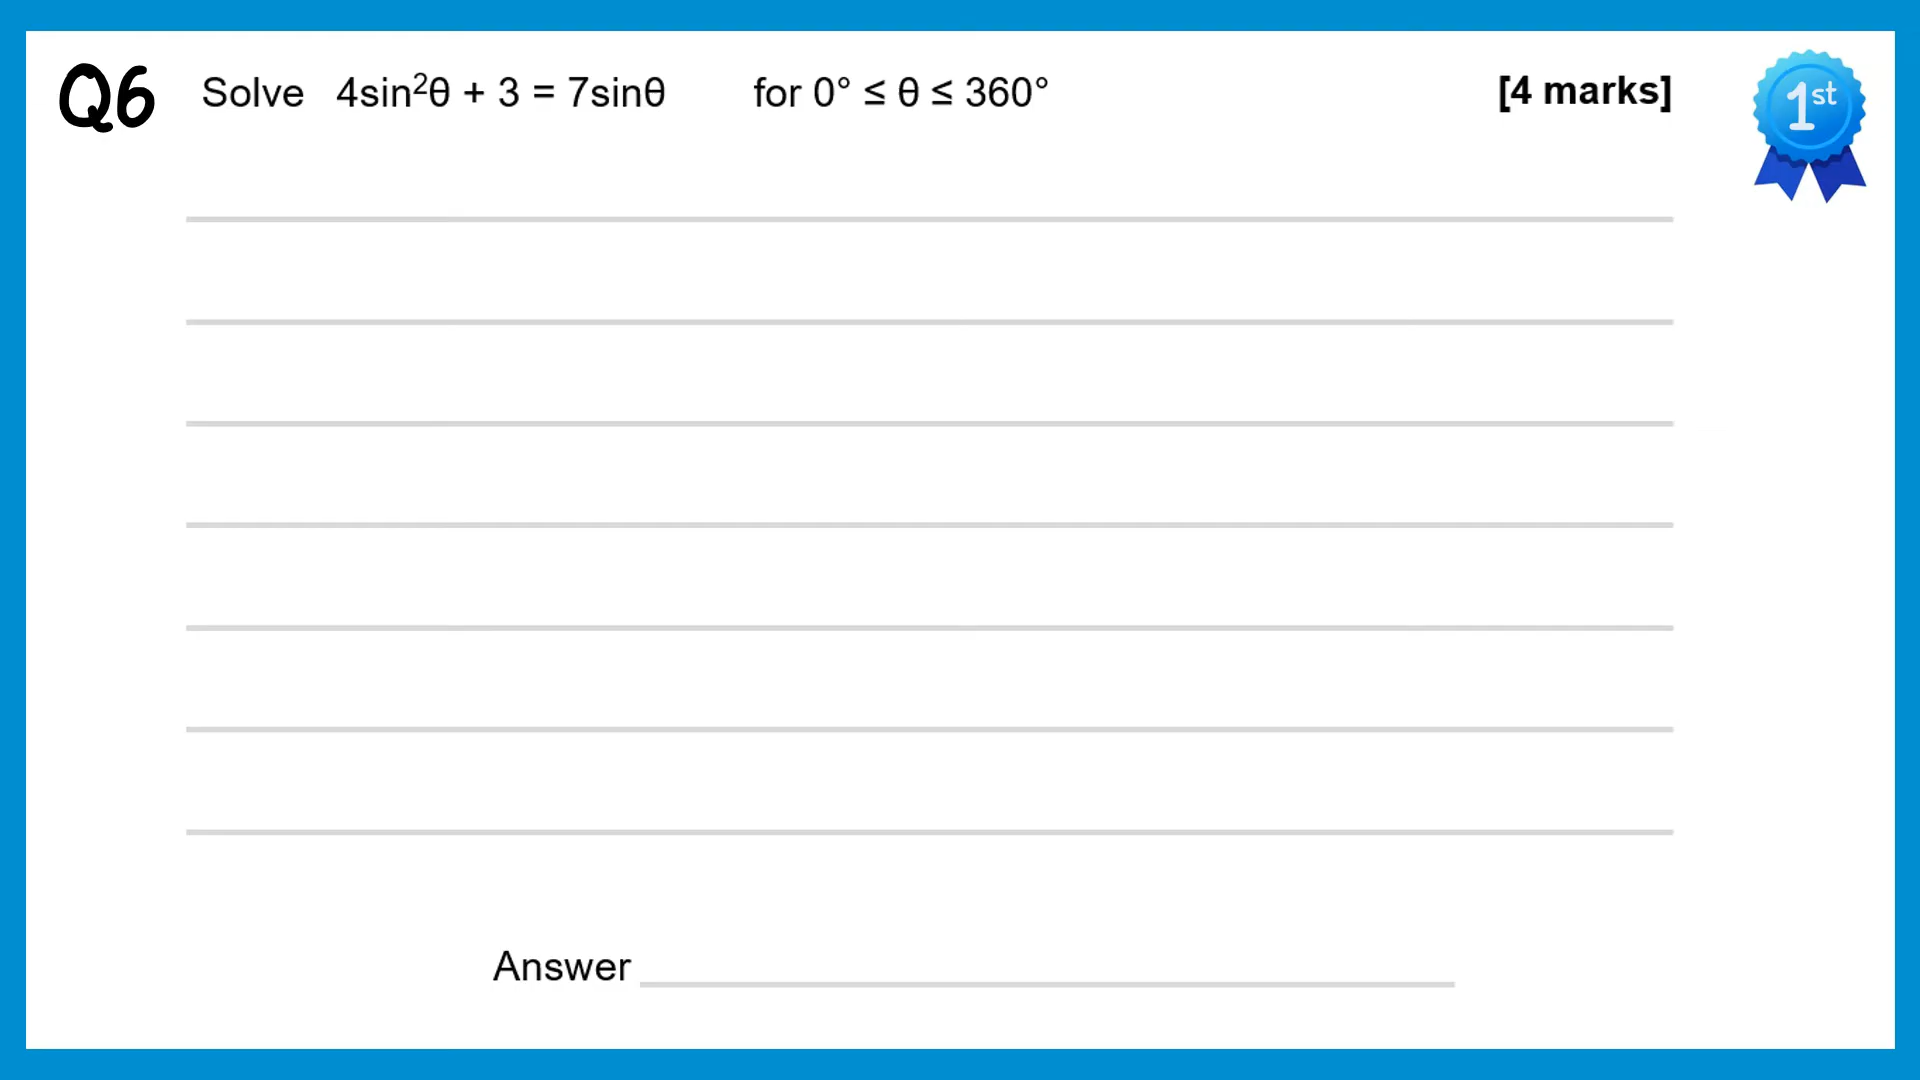 Q6 Solve 4sin²θ + 3 = 7sinθ for 0° ≤ θ ≤ 360° [4 marks] 1st
Answer